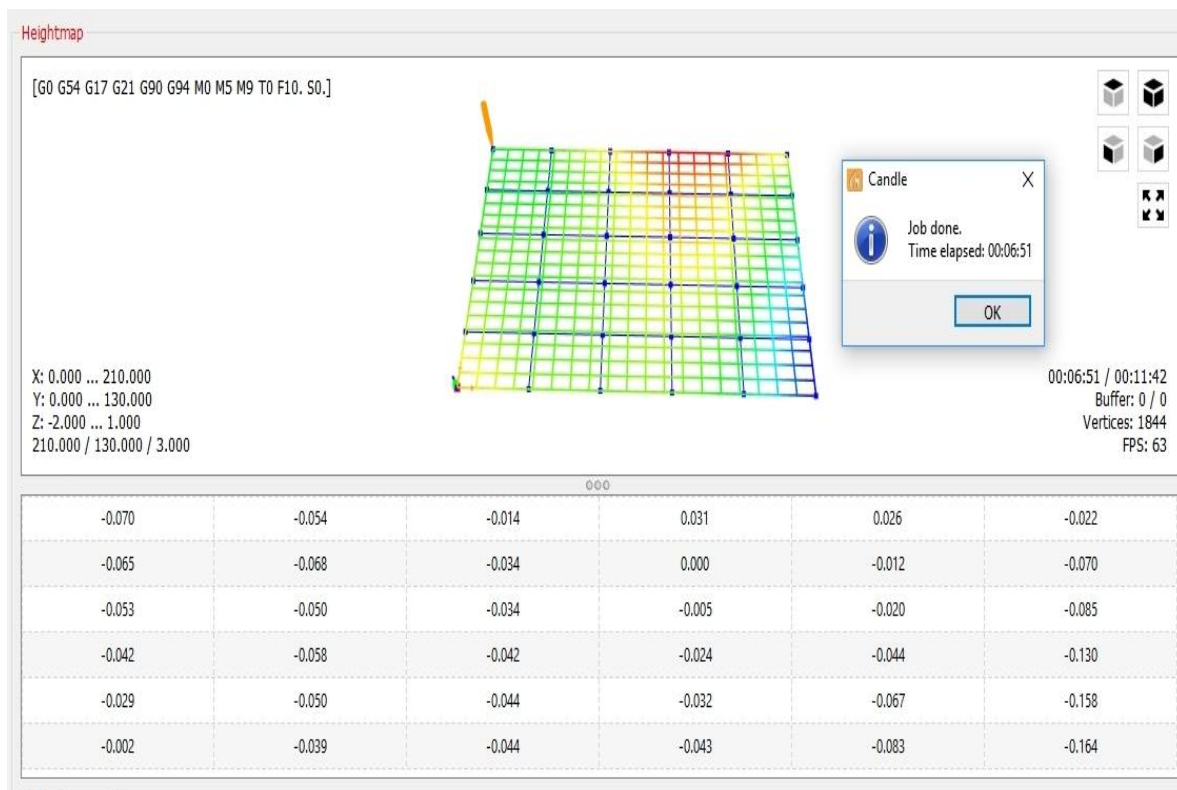 Heightmap
[G0 G54 G17 G21 G90 G94 M0 M5 M9 T0 F10. S0.]
Candle
Job done.
Time elapsed: 00:06:51
OK
X: 0.000 ... 210.000
Y: 0.000 ... 130.000
Z: -2.000 ... 1.000
210.000 / 130.000 / 3.000
00:06:51 / 00:11:42
Buffer: 0 / 0
Vertices: 1844
FPS: 63
-0.070 -0.054 -0.014 0.031 0.026 -0.022
-0.065 -0.068 -0.034 0.000 -0.012 -0.070
-0.053 -0.050 -0.034 -0.005 -0.020 -0.085
-0.042 -0.058 -0.042 -0.024 -0.044 -0.130
-0.029 -0.050 -0.044 -0.032 -0.067 -0.158
-0.002 -0.039 -0.044 -0.043 -0.083 -0.164